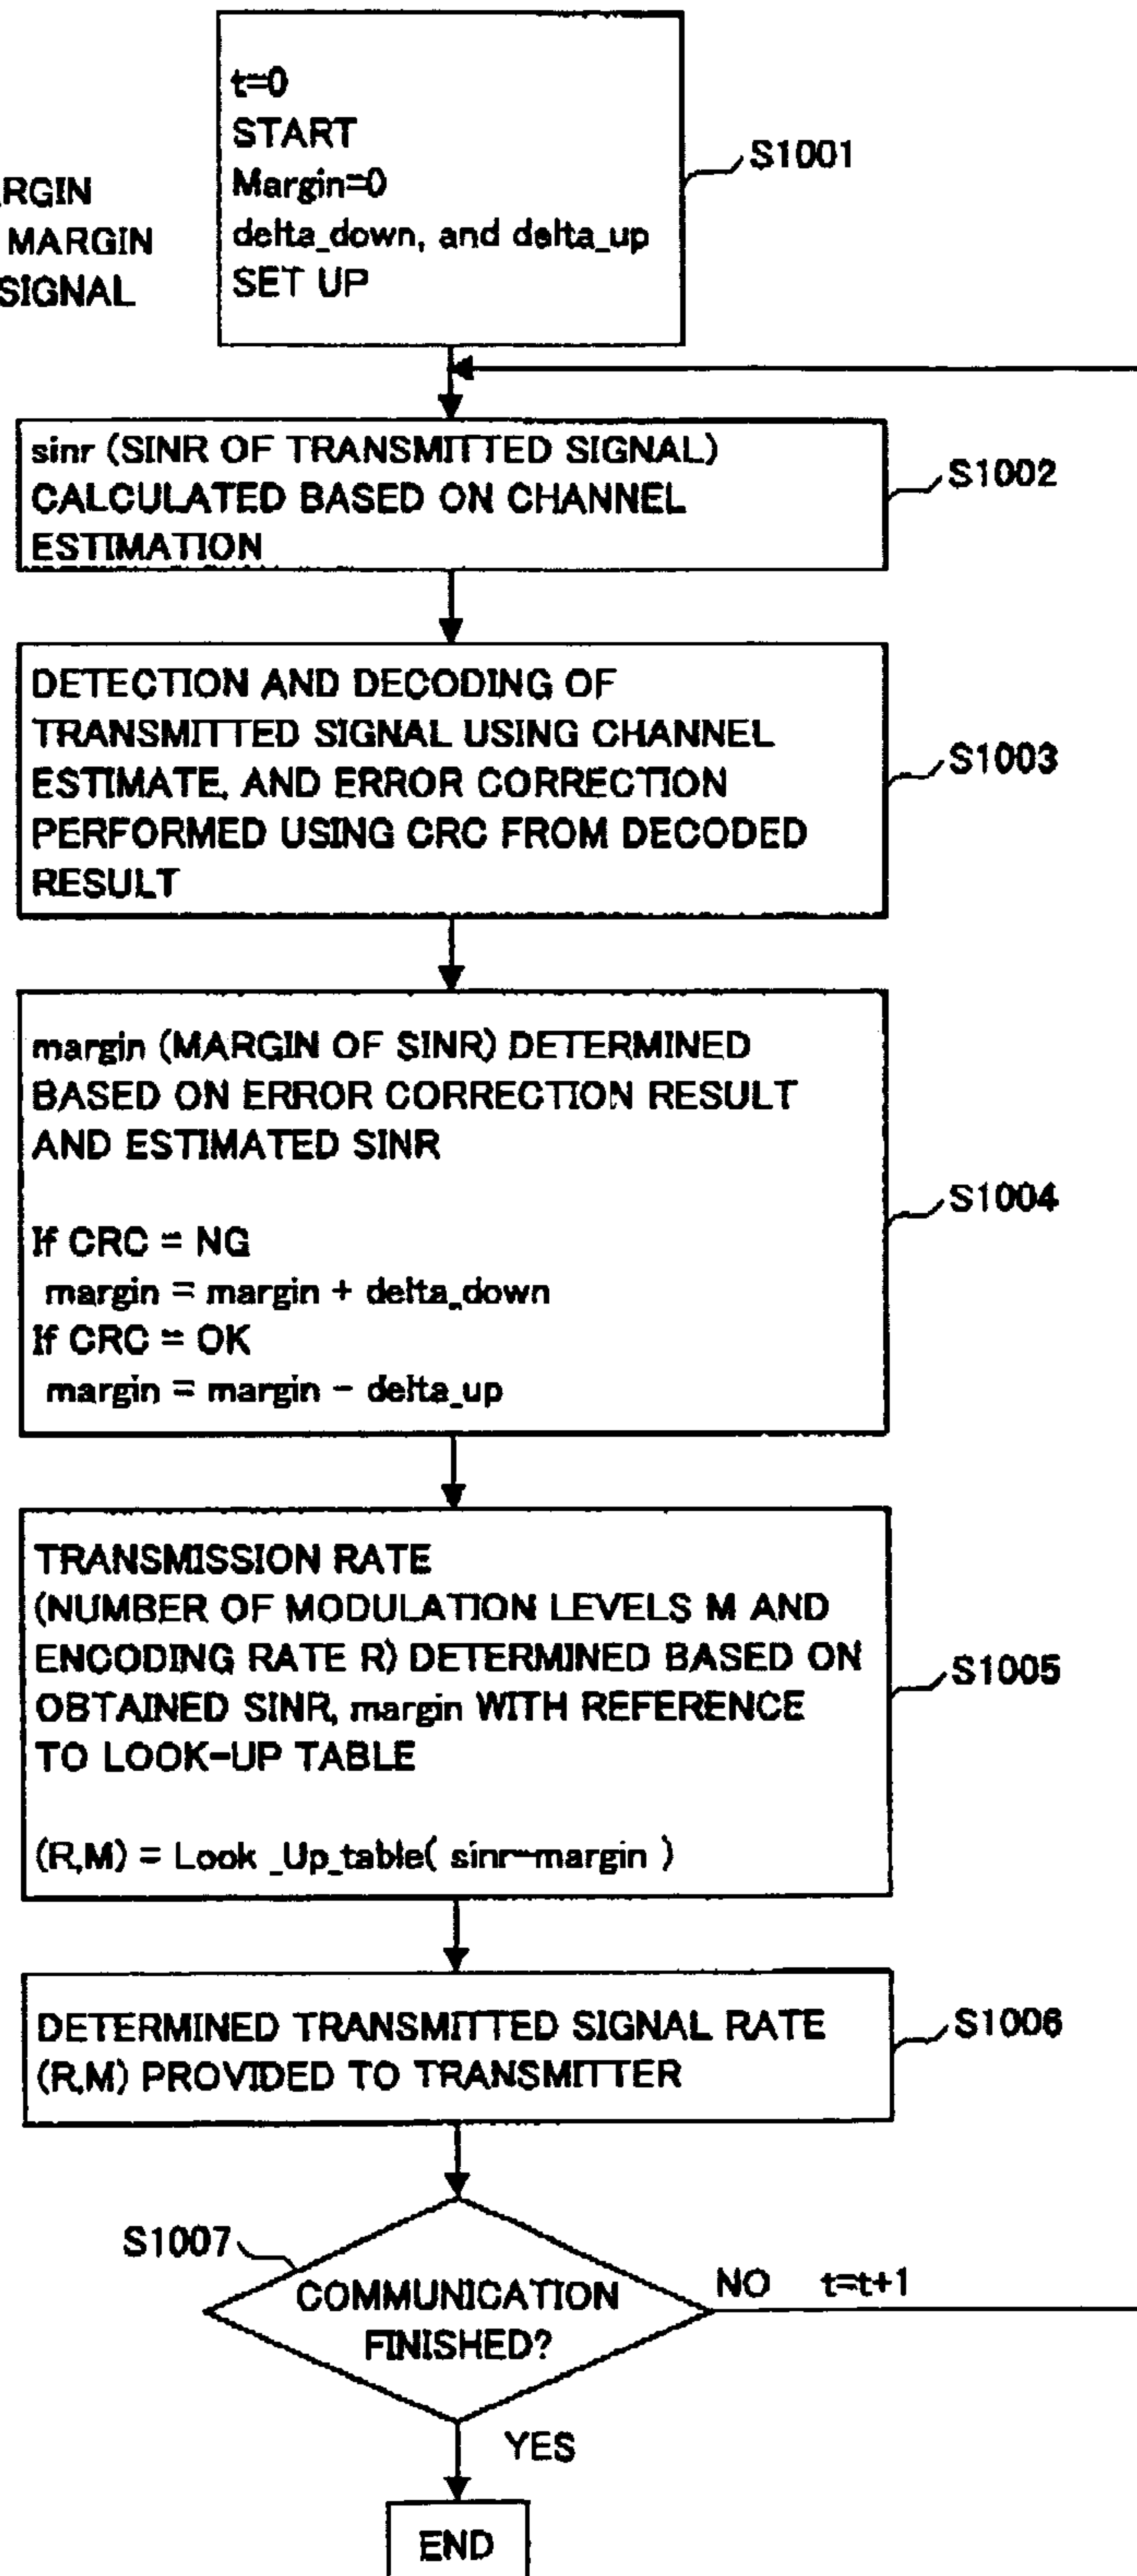 t=0
START
Margin=0
delta_down, and delta_up
SET UP
S1001
MARGIN
SIGNAL
sinr (SINR OF TRANSMITTED SIGNAL)
CALCULATED BASED ON CHANNEL
ESTIMATION
S1002
DETECTION AND DECODING OF
TRANSMITTED SIGNAL USING CHANNEL
ESTIMATE, AND ERROR CORRECTION
PERFORMED USING CRC FROM DECODED
RESULT
S1003
margin (MARGIN OF SINR) DETERMINED
BASED ON ERROR CORRECTION RESULT
AND ESTIMATED SINR
If CRC = NG
margin = margin + delta_down
If CRC = OK
margin = margin - delta_up
S1004
TRANSMISSION RATE
(NUMBER OF MODULATION LEVELS M AND
ENCODING RATE R) DETERMINED BASED ON
OBTAINED SINR, margin WITH REFERENCE
TO LOOK-UP TABLE
(R,M) = Look _Up_table( sinr-margin )
S1005
DETERMINED TRANSMITTED SIGNAL RATE
(R,M) PROVIDED TO TRANSMITTER
S1006
S1007
COMMUNICATION
FINISHED?
NO t=t+1
YES
END